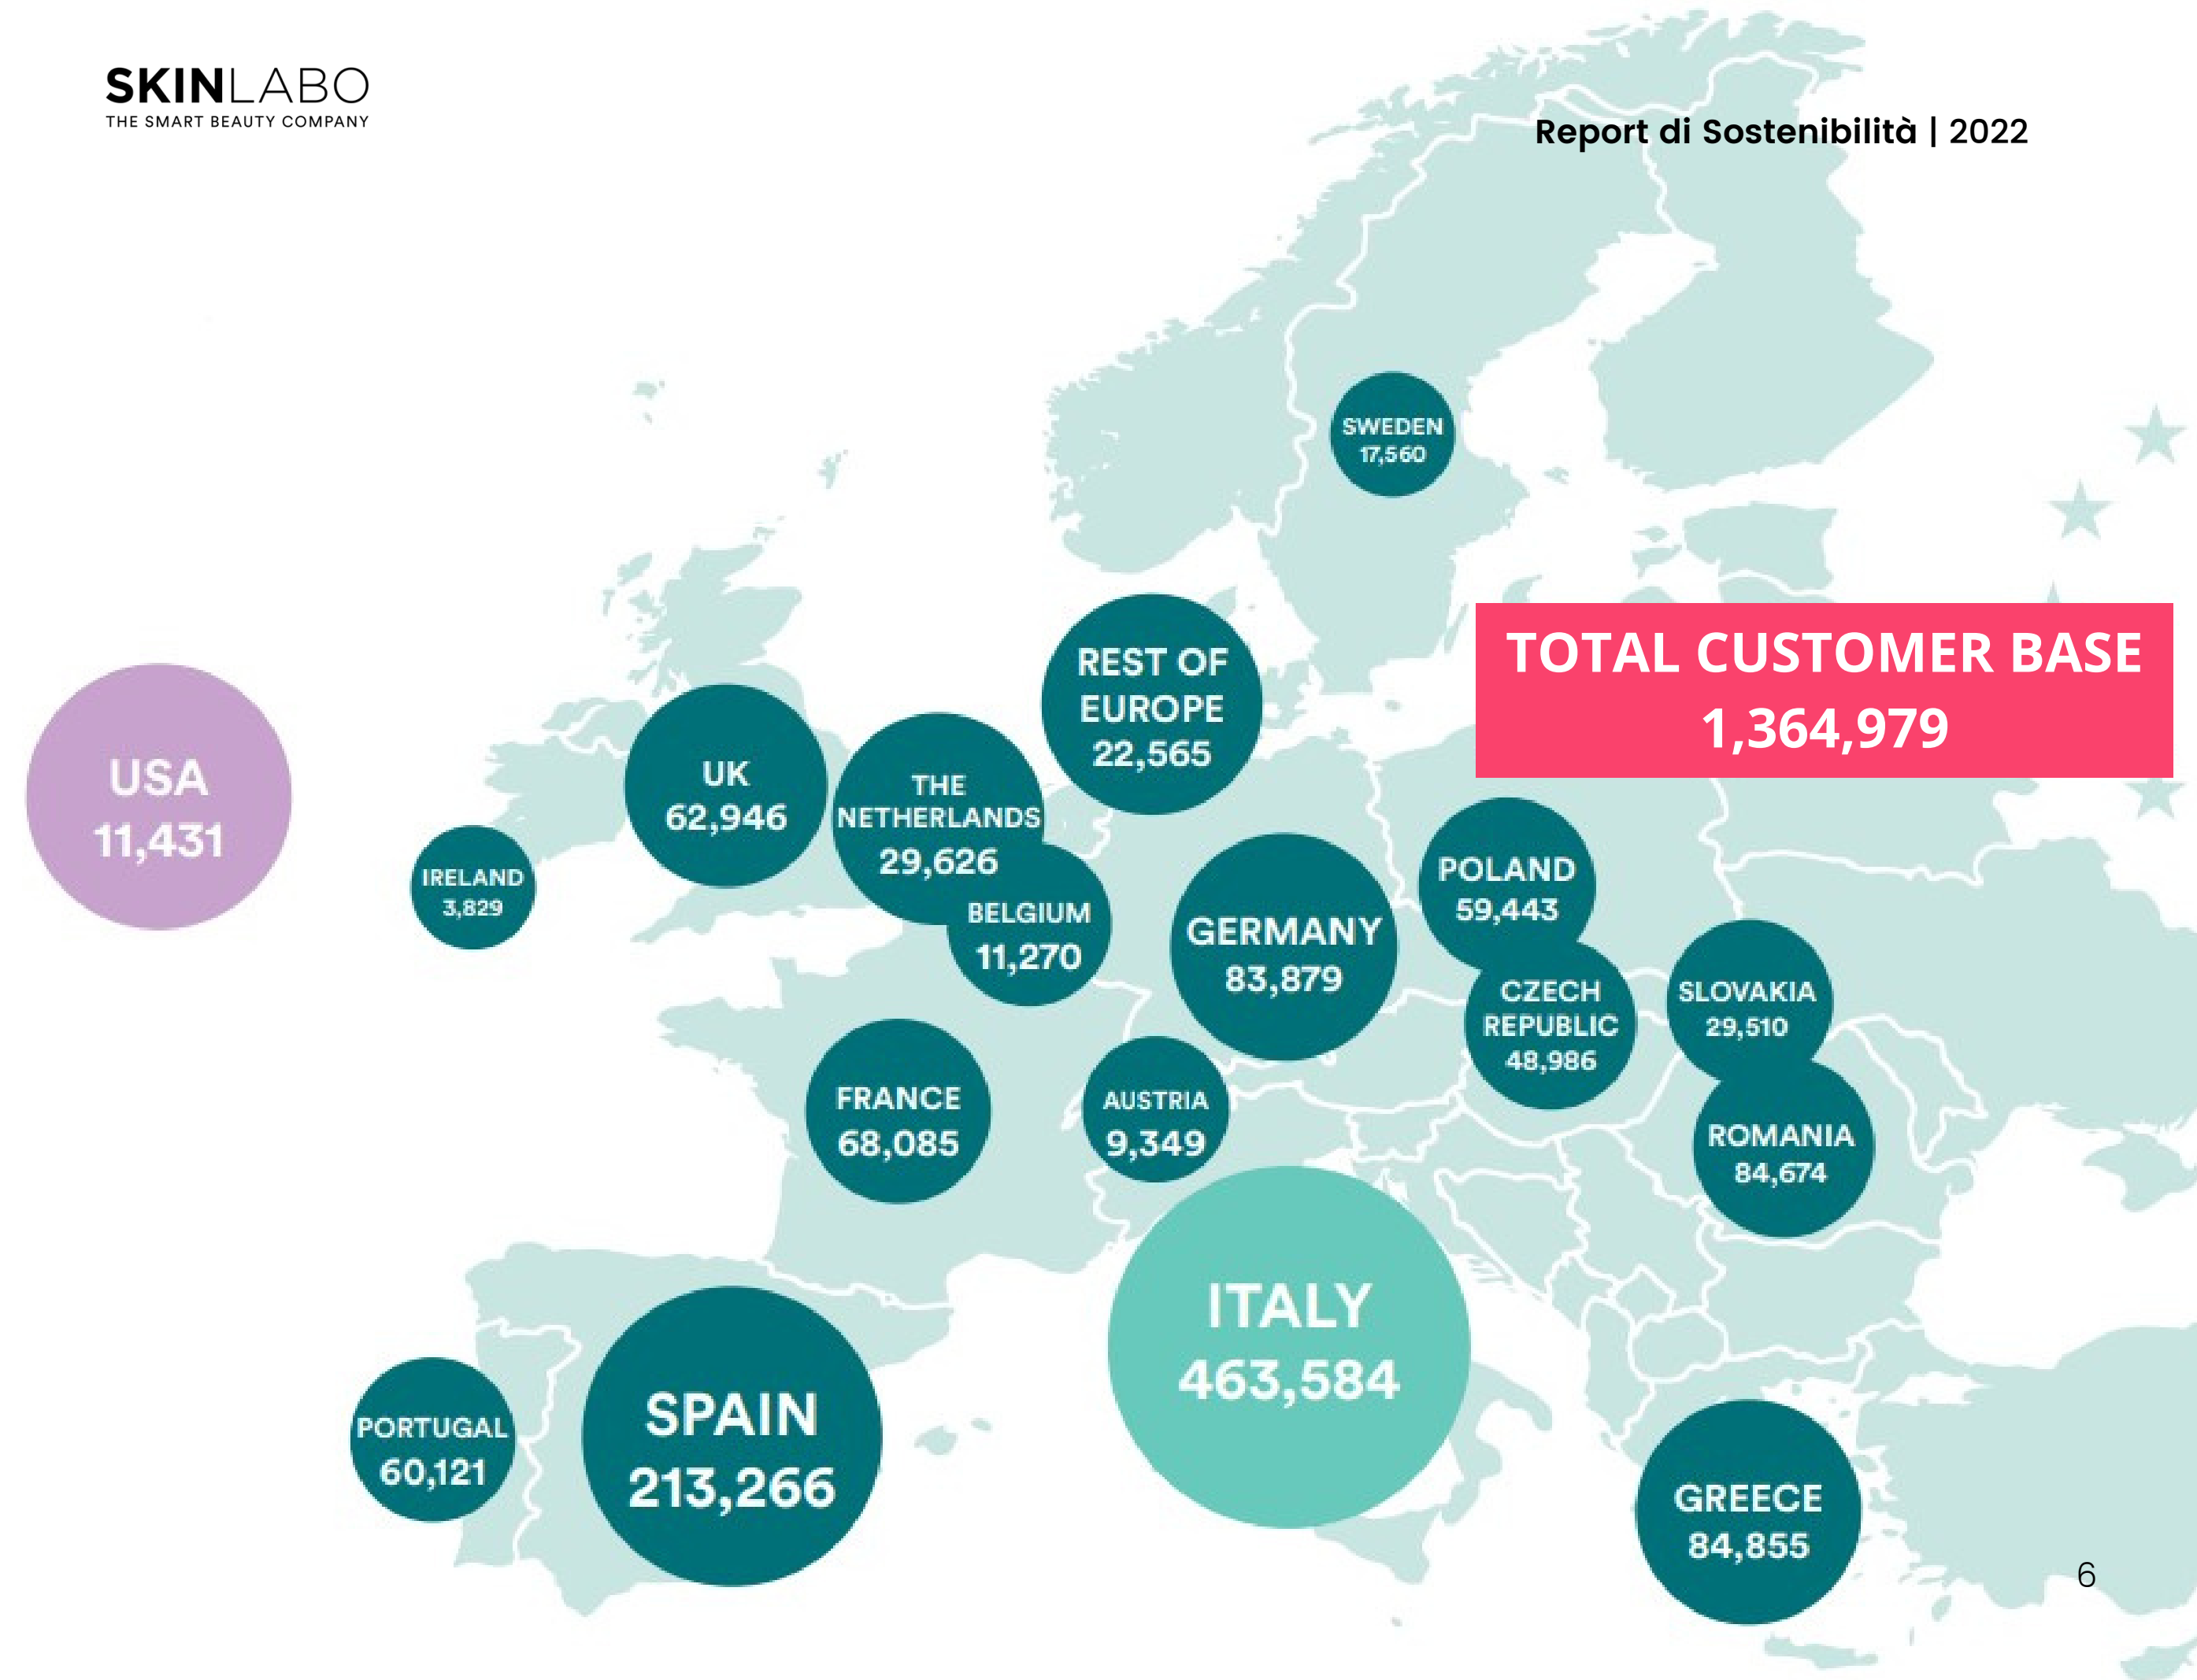 SKINLABO
THE SMART BEAUTY COMPANY
Report di Sostenibilità | 2022
SWEDEN
17,560
TOTAL CUSTOMER BASE
1,364,979
REST OF
EUROPE
22,565
USA
11,431
UK
62,946
THE
NETHERLANDS
29,626
IRELAND
3,829
BELGIUM
11,270
GERMANY
83,879
POLAND
59,443
CZECH
REPUBLIC
48,986
SLOVAKIA
29,510
FRANCE
68,085
AUSTRIA
9,349
ROMANIA
84,674
ITALY
463,584
PORTUGAL
60,121
SPAIN
213,266
GREECE
84,855
6